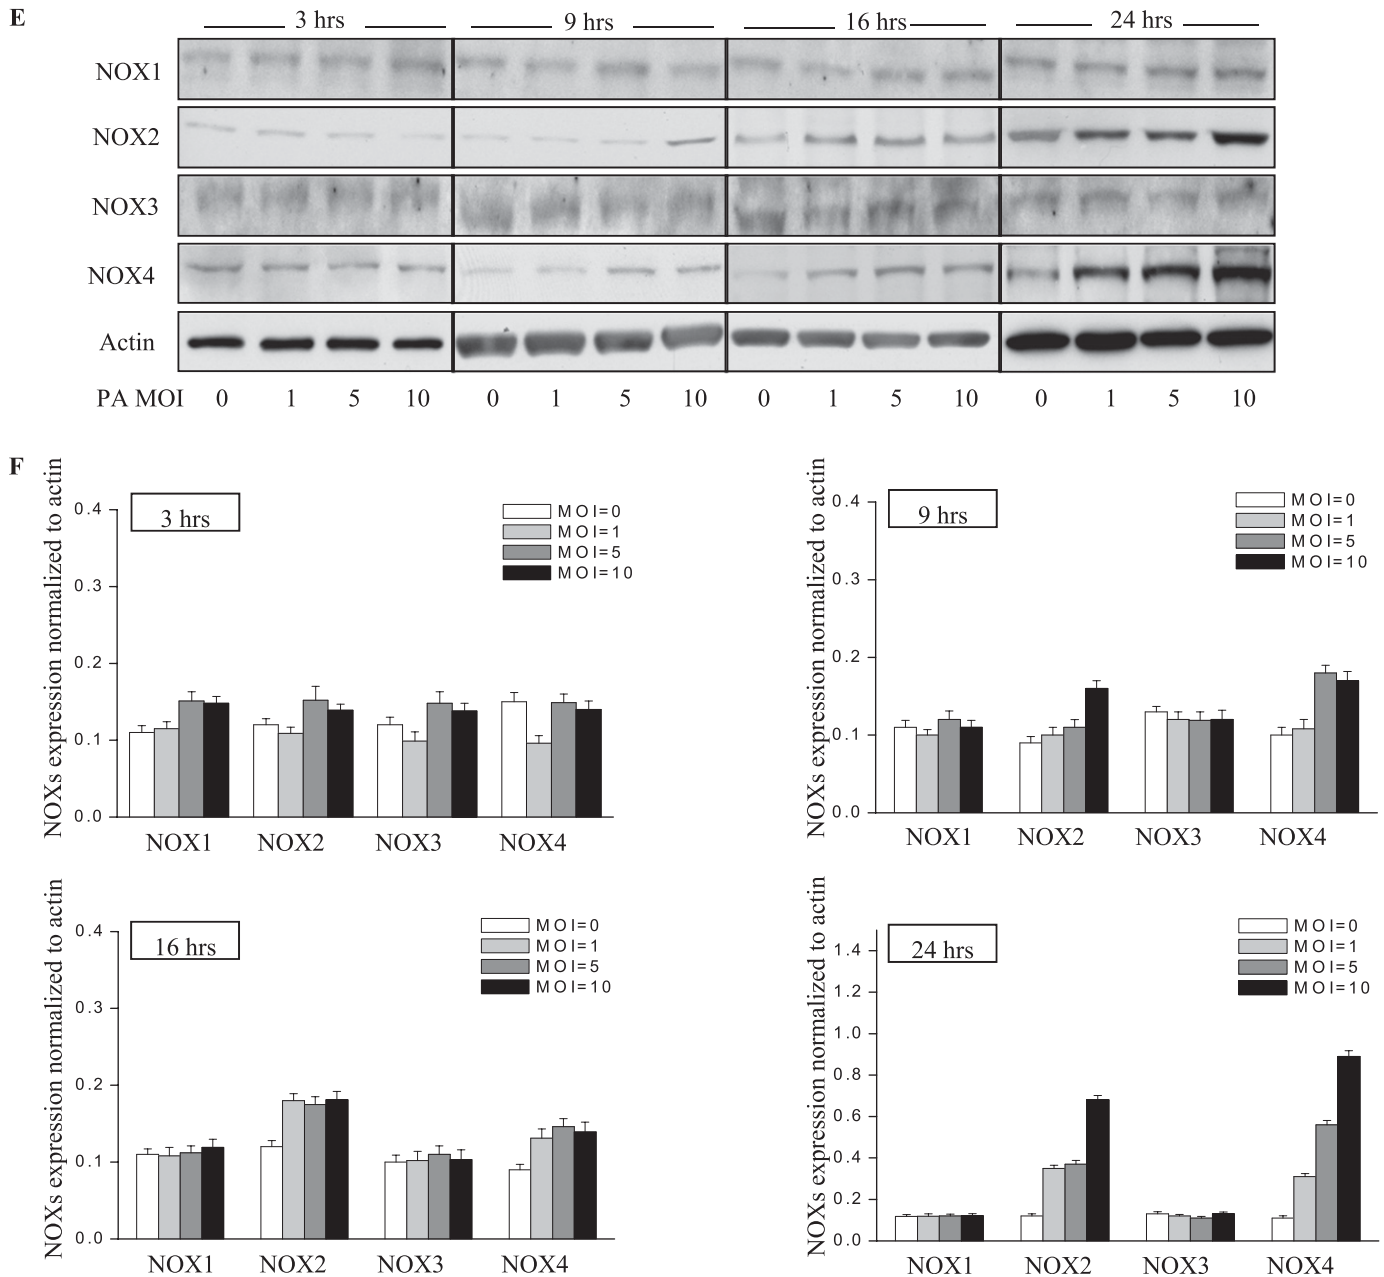 E
3 hrs 9 hrs 16 hrs 24 hrs
NOX1
NOX2
NOX3
NOX4
Actin
PA MOI 0 1 5 10 0 1 5 10 0 1 5 10 0 1 5 10
F
NOXs expression normalized to actin
3 hrs
MOI=0
MOI=1
MOI=5
MOI=10
0.4
0.3
0.2
0.1
0.0
NOX1 NOX2 NOX3 NOX4
NOXs expression normalized to actin
9 hrs
MOI=0
MOI=1
MOI=5
MOI=10
0.4
0.3
0.2
0.1
0.0
NOX1 NOX2 NOX3 NOX4
NOXs expression normalized to actin
16 hrs
MOI=0
MOI=1
MOI=5
MOI=10
0.4
0.3
0.2
0.1
0.0
NOX1 NOX2 NOX3 NOX4
NOXs expression normalized to actin
24 hrs
MOI=0
MOI=1
MOI=5
MOI=10
1.4
1.2
1.0
0.8
0.6
0.4
0.2
0.0
NOX1 NOX2 NOX3 NOX4